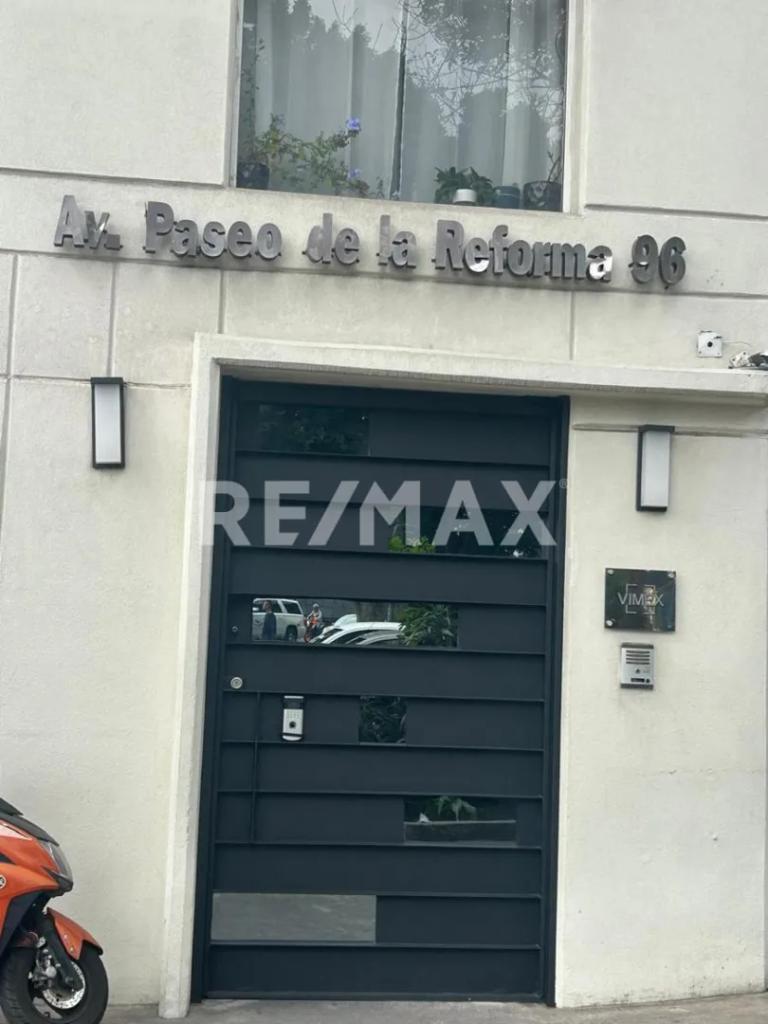 Av. Paseo de la Reforma 96
RE/MAX®
VIMEX